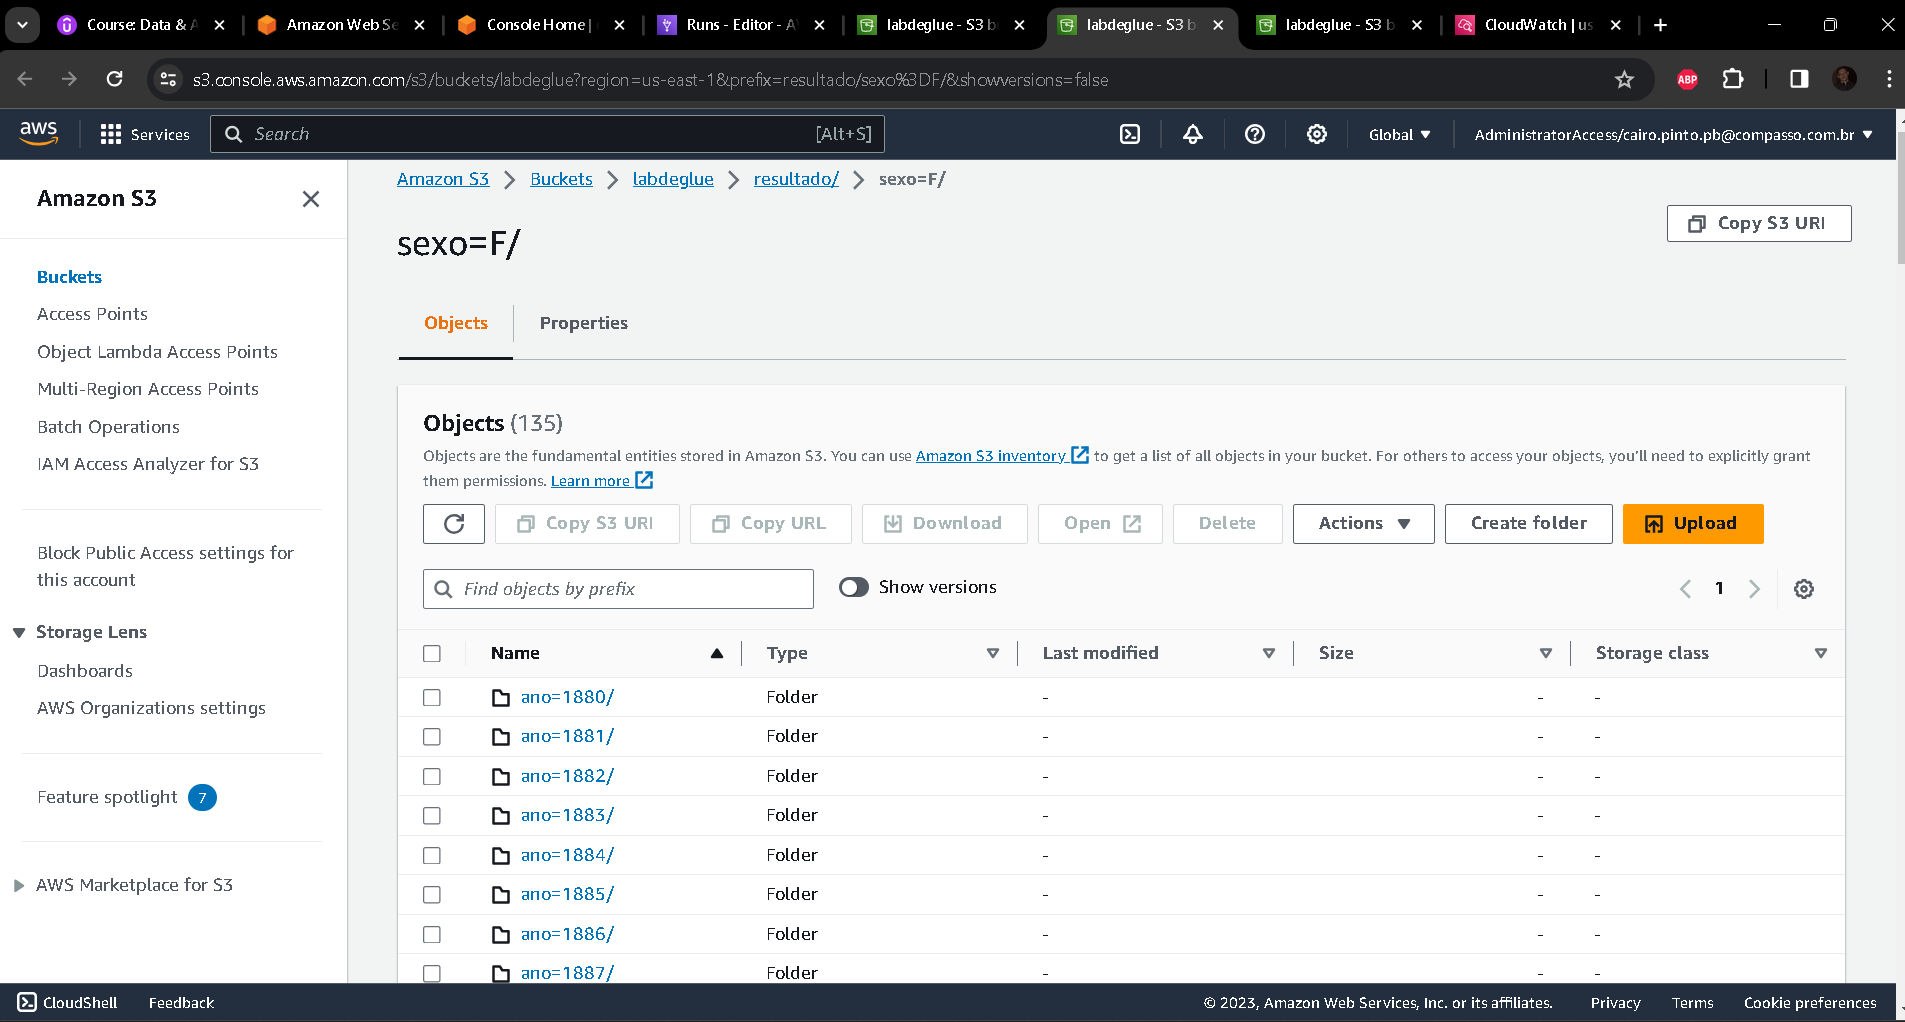 Course: Data & A
Amazon Web Se
Console Home |
Runs - Editor - A
labdeglue - S3 b
labdeglue - S3 b
labdeglue - S3 b
CloudWatch | us
s3.console.aws.amazon.com/s3/buckets/labdeglue?region=us-east-1&prefix=resultado/sexo%3DF/&showversions=false
ABP
aws
Services
Search
[Alt+S]
Global
AdministratorAccess/cairo.pinto.pb@compasso.com.br
Amazon S3
Buckets
Access Points
Object Lambda Access Points
Multi-Region Access Points
Batch Operations
IAM Access Analyzer for S3
Block Public Access settings for
this account
Storage Lens
Dashboards
AWS Organizations settings
Feature spotlight 7
AWS Marketplace for S3
Amazon S3 > Buckets > labdeglue > resultado/ > sexo=F/
sexo=F/
Copy S3 URI
Objects
Properties
Objects (135)
Objects are the fundamental entities stored in Amazon S3. You can use Amazon S3 inventory to get a list of all objects in your bucket. For others to access your objects, you'll need to explicitly grant
them permissions. Learn more
Copy S3 URI
Copy URL
Download
Open
Delete
Actions
Create folder
Upload
Find objects by prefix
Show versions
1
Name Type Last modified Size Storage class
ano=1880/ Folder - - -
ano=1881/ Folder - - -
ano=1882/ Folder - - -
ano=1883/ Folder - - -
ano=1884/ Folder - - -
ano=1885/ Folder - - -
ano=1886/ Folder - - -
ano=1887/ Folder - - -
CloudShell
Feedback
© 2023, Amazon Web Services, Inc. or its affiliates.
Privacy
Terms
Cookie preferences